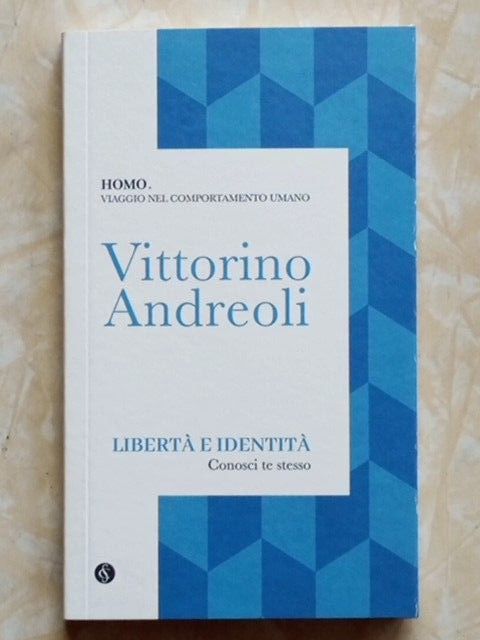 HOMO.
VIAGGIO NEL COMPORTAMENTO UMANO
Vittorino
Andreoli
LIBERTÀ E IDENTITÀ
Conosci te stesso